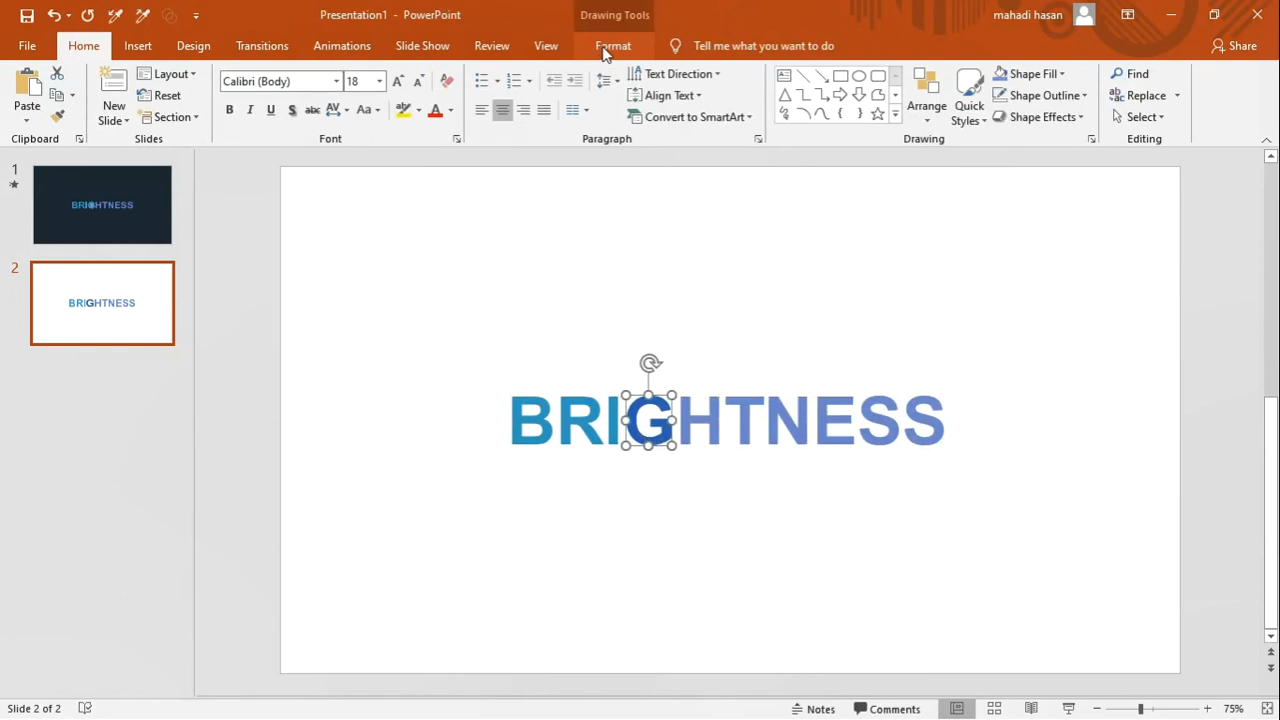 Presentation1 - PowerPoint
Drawing Tools
mahadi hasan
File Home Insert Design Transitions Animations Slide Show Review View Format Tell me what you want to do Share
Paste
Clipboard
New Slide
Layout
Reset
Section
Slides
Calibri (Body) 18
B I U S abc AV Aa A
Font
Text Direction
Align Text
Convert to SmartArt
Paragraph
Arrange
Quick Styles
Shape Fill
Shape Outline
Shape Effects
Drawing
Find
Replace
Select
Editing
1
BRIGHTNESS
2
BRIGHTNESS
BRIGHTNESS
Slide 2 of 2
Notes
Comments
75%